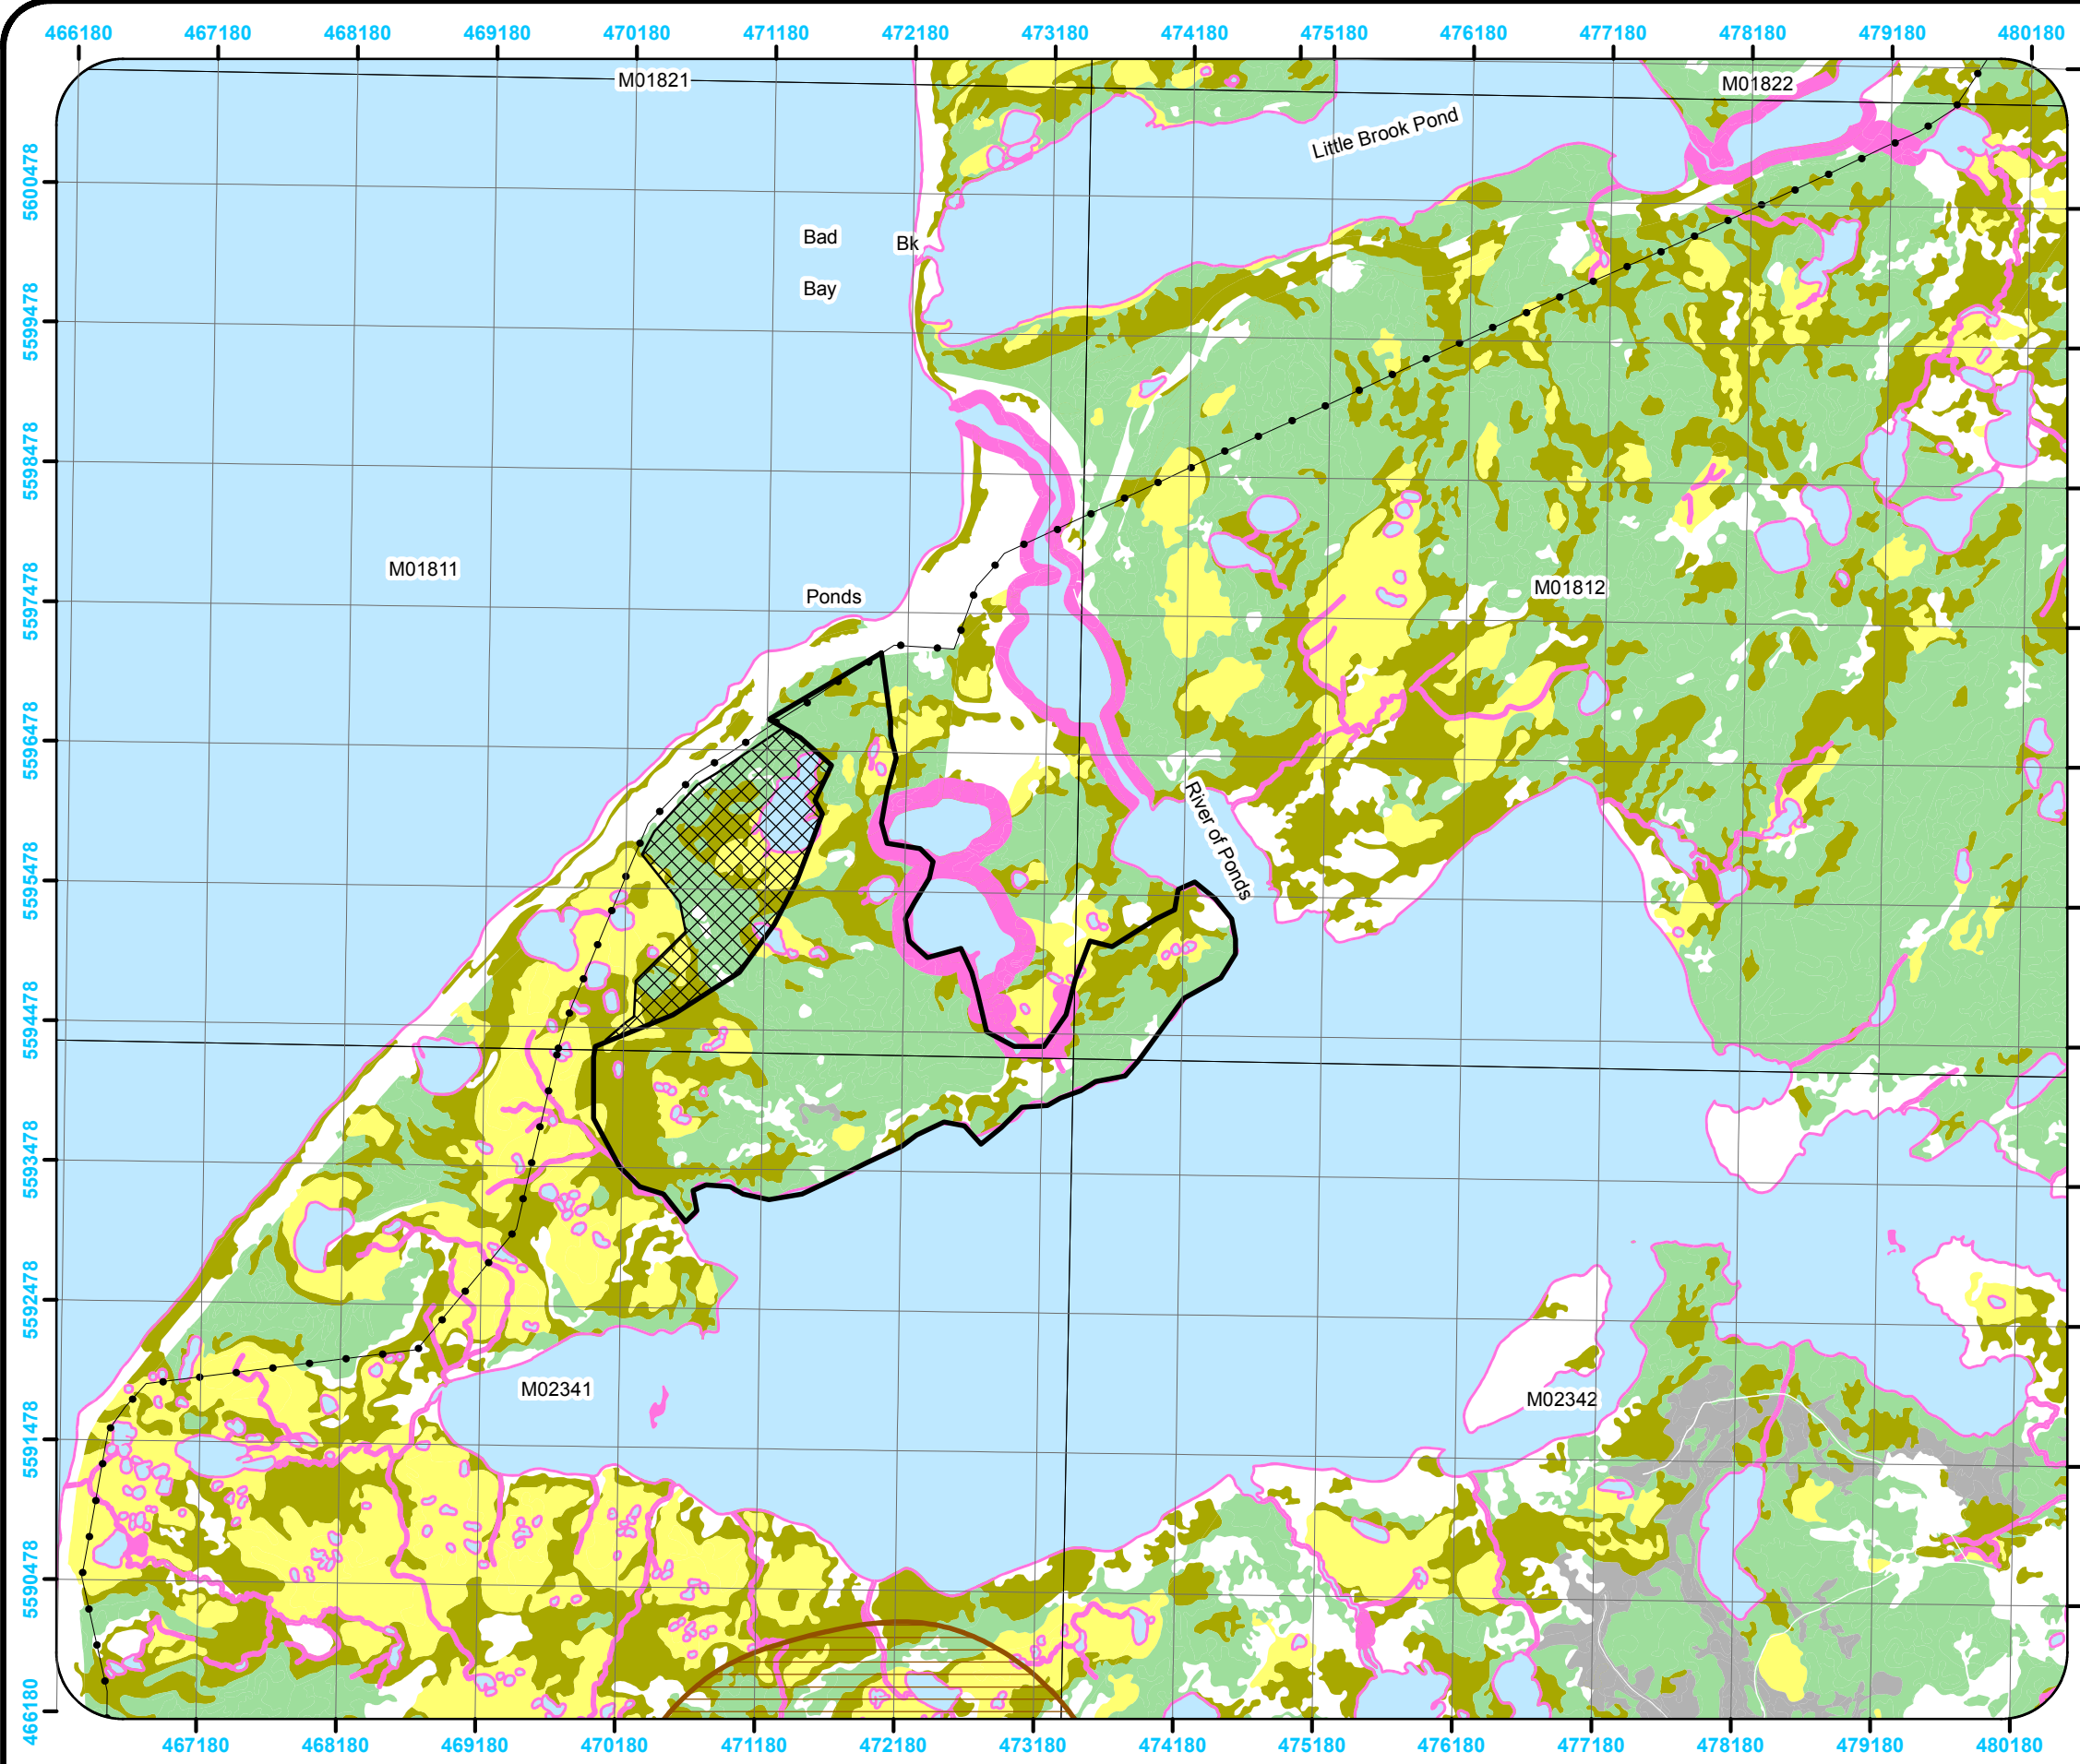 466180 467180 468180 469180 470180 471180 472180 473180 474180 475180 476180 477180 478180 479180 480180
M01821
M01822
Little Brook Pond
5600478
Bad
Bk
Bay
5599478
5598478
M01811
Ponds
M01812
5597478
5596478
River of Ponds
5595478
5594478
5593478
5592478
M02341
M02342
5591478
5590478
466180
467180 468180 469180 470180 471180 472180 473180 474180 475180 476180 477180 478180 479180 480180